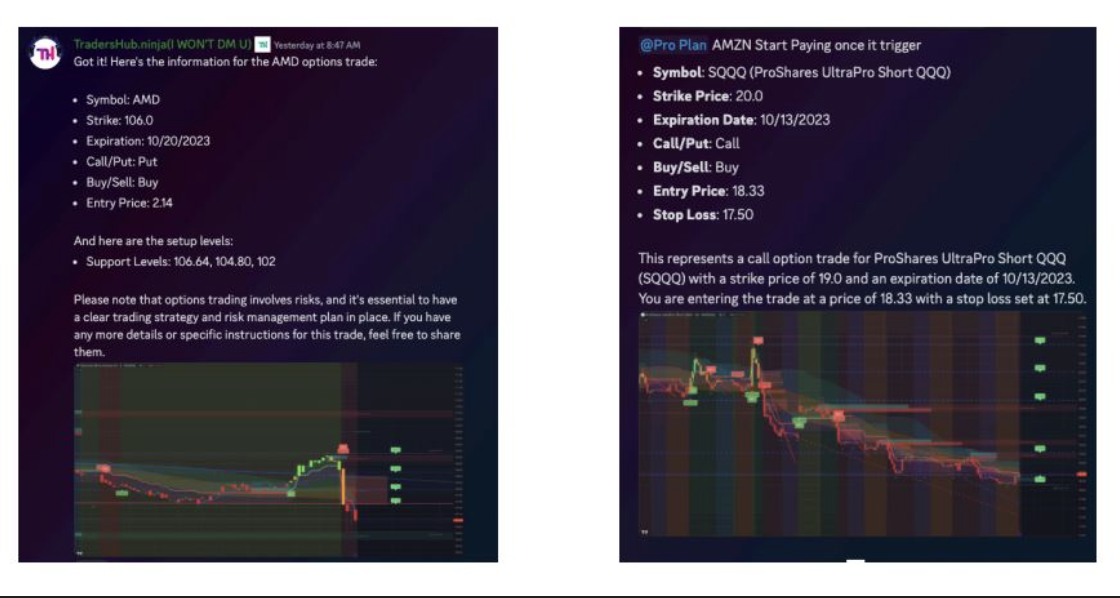 TradersHub.ninja(I WON'T DM U) TH Yesterday at 8:47 AM
Got it! Here's the information for the AMD options trade:
• Symbol: AMD
• Strike: 106.0
• Expiration: 10/20/2023
• Call/Put: Put
• Buy/Sell: Buy
• Entry Price: 2.14
And here are the setup levels:
• Support Levels: 106.64, 104.80, 102
Please note that options trading involves risks, and it's essential to have
a clear trading strategy and risk management plan in place. If you have
any more details or specific instructions for this trade, feel free to share
them.
@Pro Plan AMZN Start Paying once it trigger
• Symbol: SQQQ (ProShares UltraPro Short QQQ)
• Strike Price: 20.0
• Expiration Date: 10/13/2023
• Call/Put: Call
• Buy/Sell: Buy
• Entry Price: 18.33
• Stop Loss: 17.50
This represents a call option trade for ProShares UltraPro Short QQQ
(SQQQ) with a strike price of 19.0 and an expiration date of 10/13/2023.
You are entering the trade at a price of 18.33 with a stop loss set at 17.50.